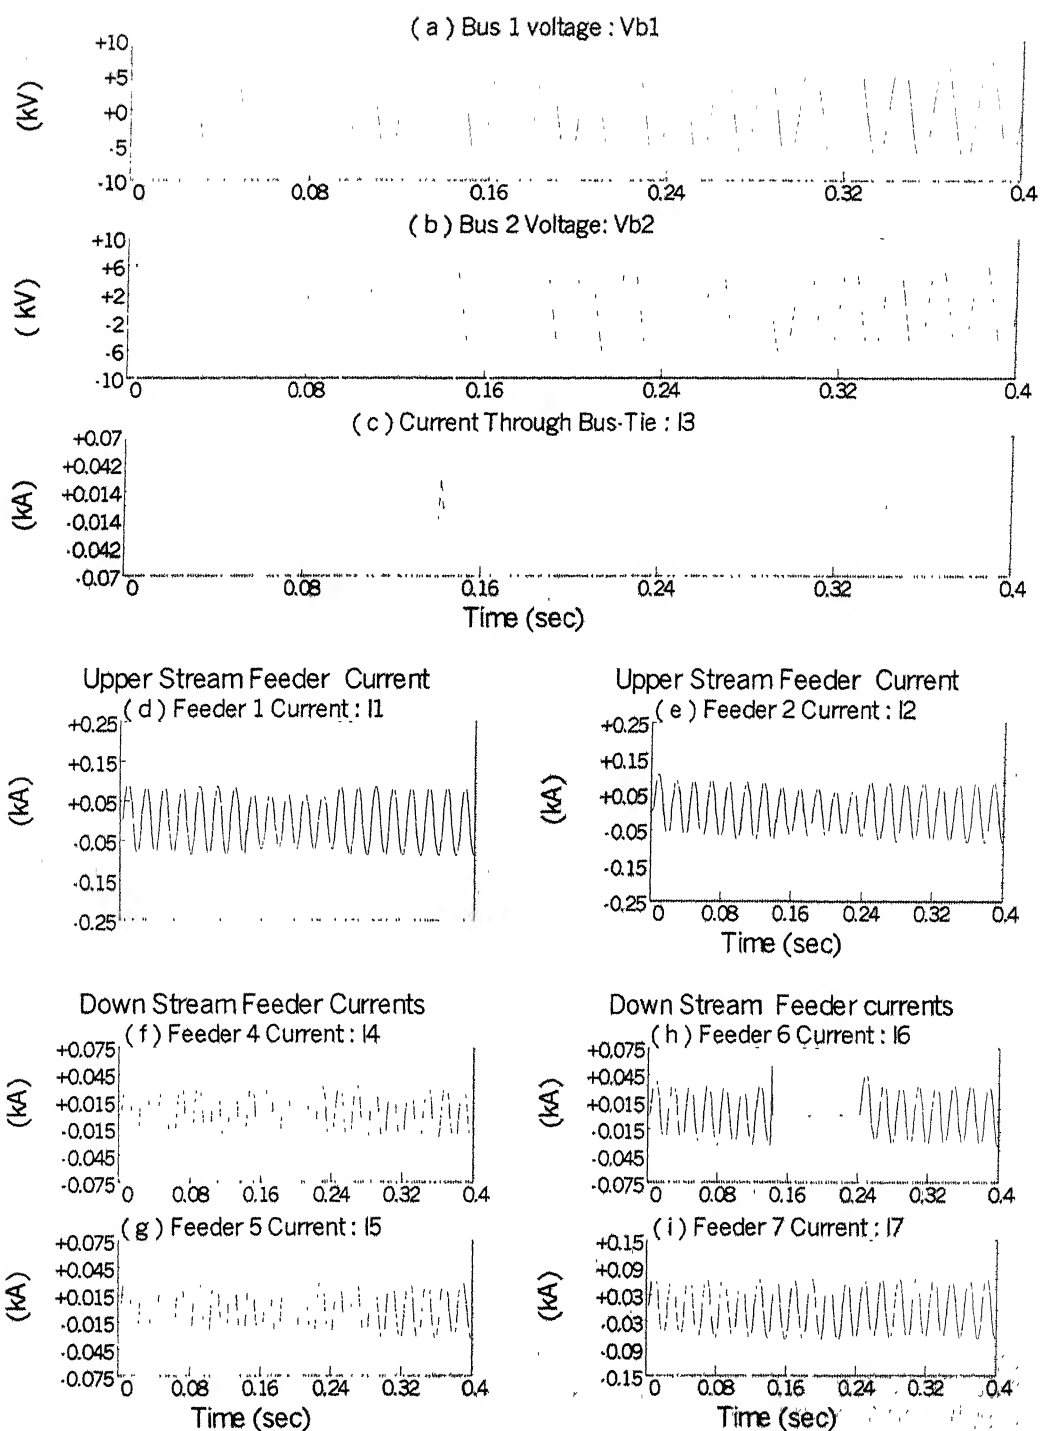 ( a ) Bus 1 voltage : Vb1
(kV)
+10
+5
+0
-5
-10
0 0.08 0.16 0.24 0.32 0.4
( b ) Bus 2 Voltage: Vb2
( kV)
+10
+6
+2
-2
-6
-10
0 0.08 0.16 0.24 0.32 0.4
( c ) Current Through Bus-Tie : I3
(kA)
+0.07
+0.042
+0.014
-0.014
-0.042
-0.07
0 0.08 0.16 0.24 0.32 0.4
Time (sec)
Upper Stream Feeder Current
( d ) Feeder 1 Current : I1
(kA)
+0.25
+0.15
+0.05
-0.05
-0.15
-0.25
Upper Stream Feeder Current
( e ) Feeder 2 Current : I2
(kA)
+0.25
+0.15
+0.05
-0.05
-0.15
-0.25
0 0.08 0.16 0.24 0.32 0.4
Time (sec)
Down Stream Feeder Currents
( f ) Feeder 4 Current : I4
(kA)
+0.075
+0.045
+0.015
-0.015
-0.045
-0.075
0 0.08 0.16 0.24 0.32 0.4
( g ) Feeder 5 Current : I5
(kA)
+0.075
+0.045
+0.015
-0.015
-0.045
-0.075
0 0.08 0.16 0.24 0.32 0.4
Time (sec)
Down Stream Feeder currents
( h ) Feeder 6 Current : I6
(kA)
+0.075
+0.045
+0.015
-0.015
-0.045
-0.075
0 0.08 0.16 0.24 0.32 0.4
( i ) Feeder 7 Current : I7
(kA)
+0.15
+0.09
+0.03
-0.03
-0.09
-0.15
0 0.08 0.16 0.24 0.32 0.4
Time (sec)